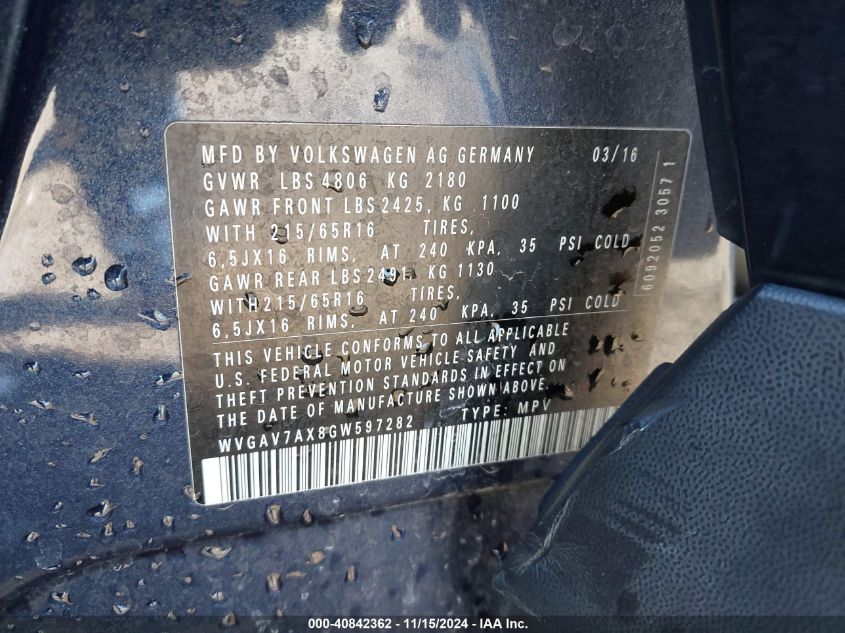 MFD BY VOLKSWAGEN AG GERMANY 03/16
GVWR LBS 4806 KG 2180
GAWR FRONT LBS 2425, KG 1100
WITH 215/65R16 TIRES,
6,5JX16 RIMS, AT 240 KPA, 35 PSI COLD
GAWR REAR LBS 2491, KG 1130
WITH 215/65R16 TIRES,
6,5JX16 RIMS, AT 240 KPA, 35 PSI COLD
THIS VEHICLE CONFORMS TO ALL APPLICABLE
U.S. FEDERAL MOTOR VEHICLE SAFETY AND
THEFT PREVENTION STANDARDS IN EFFECT ON
THE DATE OF MANUFACTURE SHOWN ABOVE.
WVGAV7AX8GW597282 TYPE: MPV
6092052 30571
000-40842362 - 11/15/2024 - IAA Inc.